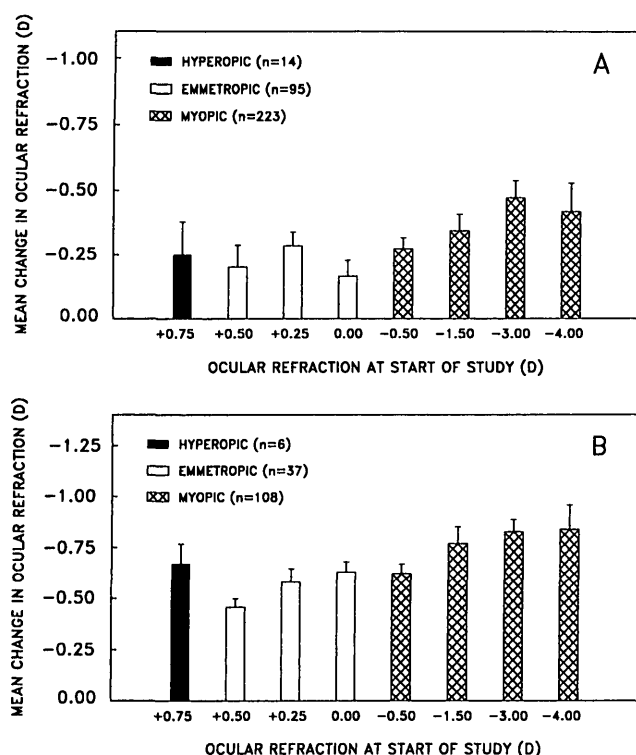 MEAN CHANGE IN OCULAR REFRACTION (D)
-1.00
-0.75
-0.50
-0.25
0.00
A
HYPEROPIC (n=14)
EMMETROPIC (n=95)
MYOPIC (n=223)
+0.75 +0.50 +0.25 0.00 -0.50 -1.50 -3.00 -4.00
OCULAR REFRACTION AT START OF STUDY (D)
MEAN CHANGE IN OCULAR REFRACTION (D)
-1.25
-1.00
-0.75
-0.50
-0.25
0.00
B
HYPEROPIC (n=6)
EMMETROPIC (n=37)
MYOPIC (n=108)
+0.75 +0.50 +0.25 0.00 -0.50 -1.50 -3.00 -4.00
OCULAR REFRACTION AT START OF STUDY (D)